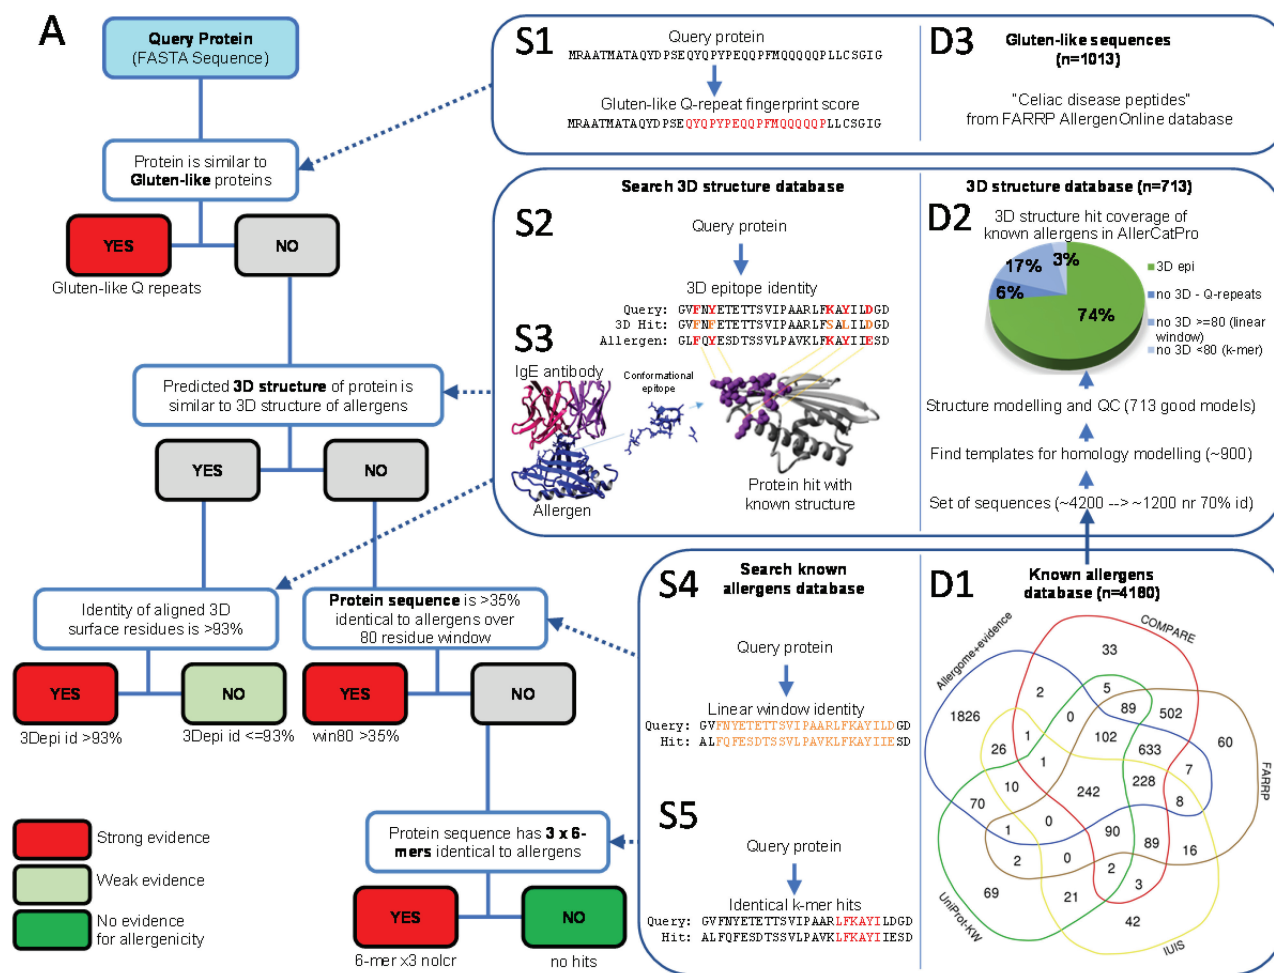 A
Query Protein
(FASTA Sequence)
Protein is similar to
Gluten-like proteins
YES
NO
Gluten-like Q repeats
Predicted 3D structure of protein is
similar to 3D structure of allergens
YES
NO
Identity of aligned 3D
surface residues is >93%
Protein sequence is >35%
identical to allergens over
80 residue window
YES
NO
YES
NO
3Depi id >93%
3Depi id <=93%
win80 >35%
Protein sequence has 3 x 6-
mers identical to allergens
YES
NO
6-mer x3 nolcr
no hits
Strong evidence
Weak evidence
No evidence
for allergenicity
S1
Query protein
MRAATMATAQYDPSEQYQPYPEQQPFMQQQQQPLLCSGIG
Gluten-like Q-repeat fingerprint score
MRAATMATAQYDPSEQYQPYPEQQPFMQQQQQPLLCSGIG
D3
Gluten-like sequences
(n=1013)
"Celiac disease peptides"
from FARRP AllergenOnline database
Search 3D structure database
S2
Query protein
3D epitope identity
Query: GVFNYETETTSVIPAARLFKAYILDGD
3D Hit: GVFNFETETTSVIPAARLFSALILDGD
Allergen: GLFQYESDTSSVLPAVKLFKAYIIESD
S3
IgE antibody
Conformational
epitope
Allergen
Protein hit with
known structure
3D structure database (n=713)
D2
3D structure hit coverage of
known allergens in AllerCatPro
17%
3%
6%
74%
3D epi
no 3D - Q-repeats
no 3D >=80 (linear
window)
no 3D <80 (k-mer)
Structure modelling and QC (713 good models)
Find templates for homology modelling (~900)
Set of sequences (~4200 --> ~1200 nr 70% id)
S4
Search known
allergens database
Query protein
Linear window identity
Query: GVFNYETETTSVIPAARLFKAYILDGD
Hit: ALFQFESDTSSVLPAVKLFKAYIIESD
S5
Query protein
Identical k-mer hits
Query: GVFNYETETTSVIPAARLFKAYILDGD
Hit: ALFQFESDTSSVLPAVKLFKAYIIESD
D1
Known allergens
database (n=4180)
Allergome+evidence
COMPARE
FARRP
IUIS
UniProt-KW
33
2
5
0
89
502
1826
26
1
102
60
633
1
7
10
242
228
8
70
1
0
90
89
16
2
0
2
69
21
3
42